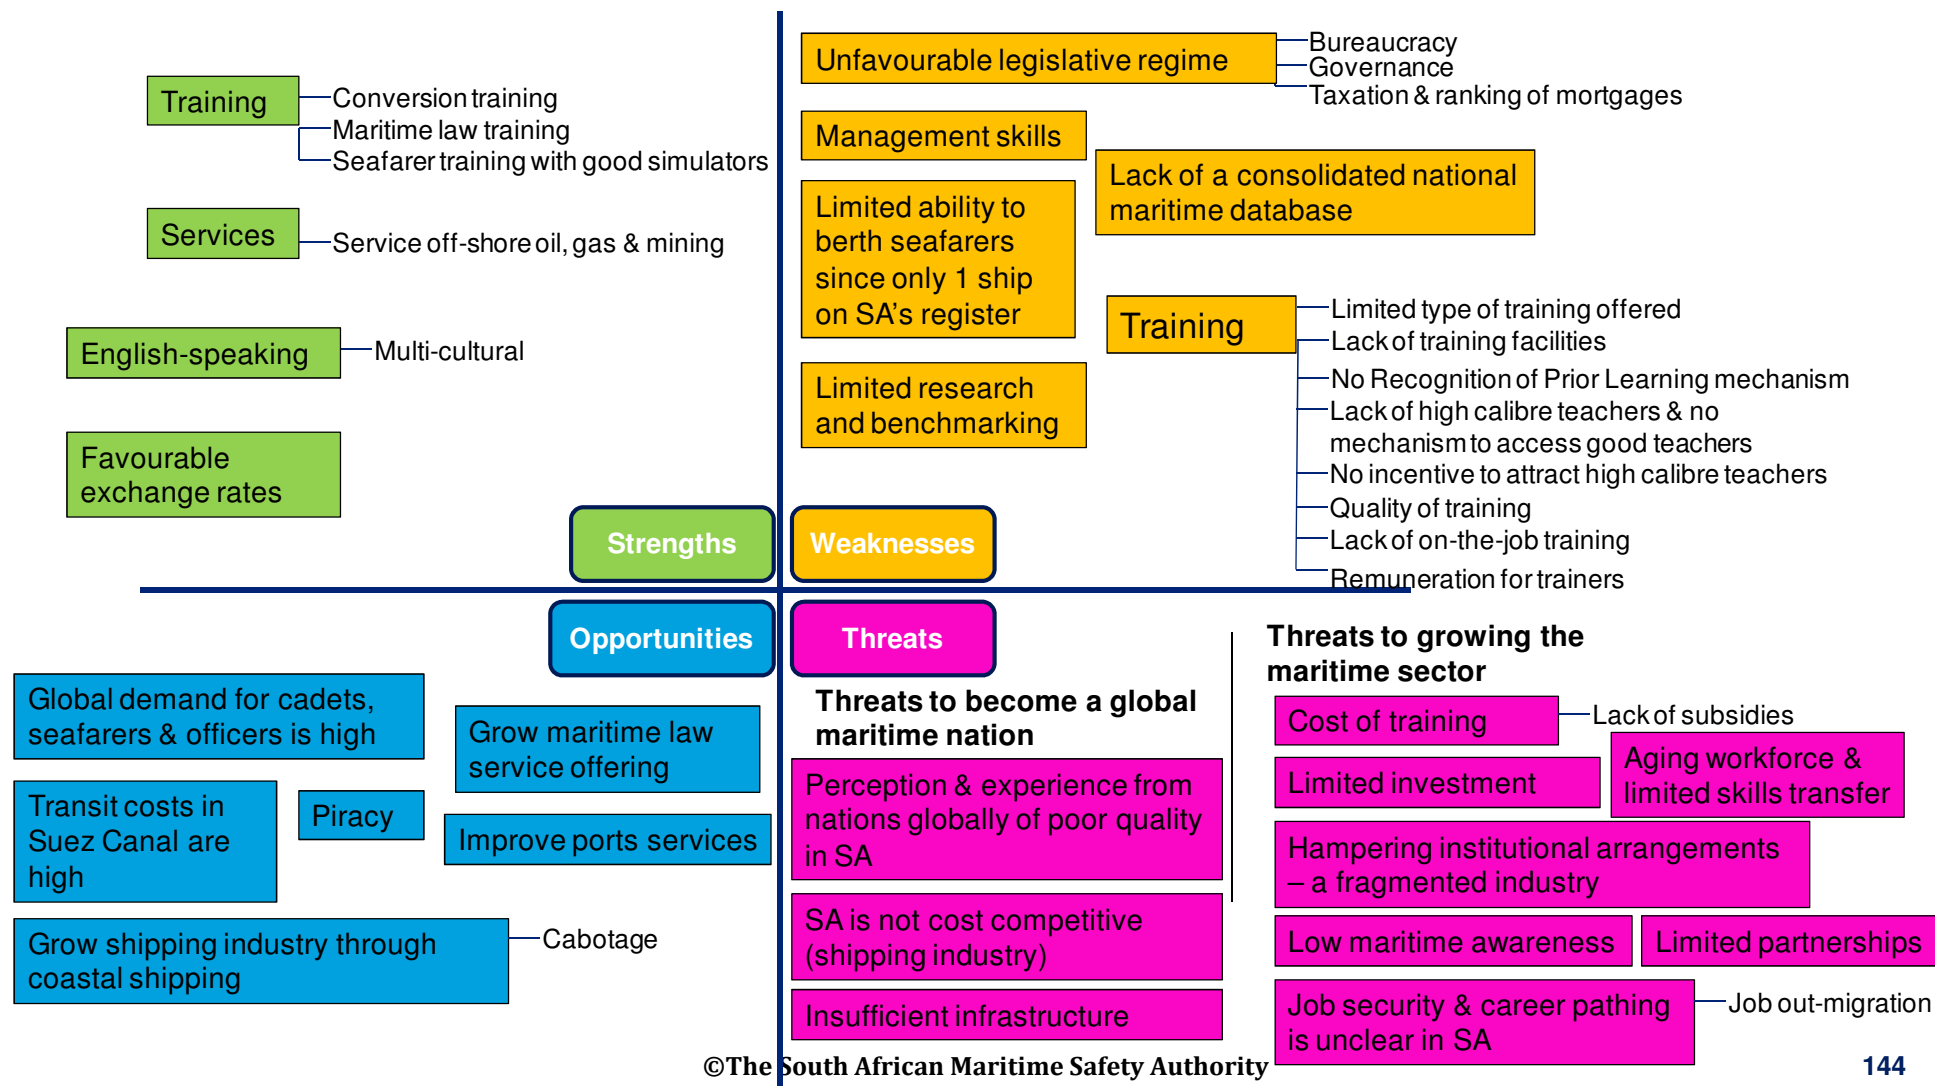 Training
Conversion training
Maritime law training
Seafarer training with good simulators
Services
Service off-shore oil, gas & mining
English-speaking
Multi-cultural
Favourable
exchange rates
Strengths
Unfavourable legislative regime
Bureaucracy
Governance
Taxation & ranking of mortgages
Management skills
Lack of a consolidated national
maritime database
Limited ability to
berth seafarers
since only 1 ship
on SA’s register
Training
Limited type of training offered
Lack of training facilities
No Recognition of Prior Learning mechanism
Lack of high calibre teachers & no
mechanism to access good teachers
No incentive to attract high calibre teachers
Quality of training
Lack of on-the-job training
Remuneration for trainers
Limited research
and benchmarking
Weaknesses
Opportunities
Global demand for cadets,
seafarers & officers is high
Grow maritime law
service offering
Transit costs in
Suez Canal are
high
Piracy
Improve ports services
Grow shipping industry through
coastal shipping
Cabotage
Threats
Threats to become a global
maritime nation
Perception & experience from
nations globally of poor quality
in SA
SA is not cost competitive
(shipping industry)
Insufficient infrastructure
Threats to growing the
maritime sector
Cost of training
Lack of subsidies
Limited investment
Aging workforce &
limited skills transfer
Hampering institutional arrangements
– a fragmented industry
Low maritime awareness
Limited partnerships
Job security & career pathing
is unclear in SA
Job out-migration
©The South African Maritime Safety Authority
144